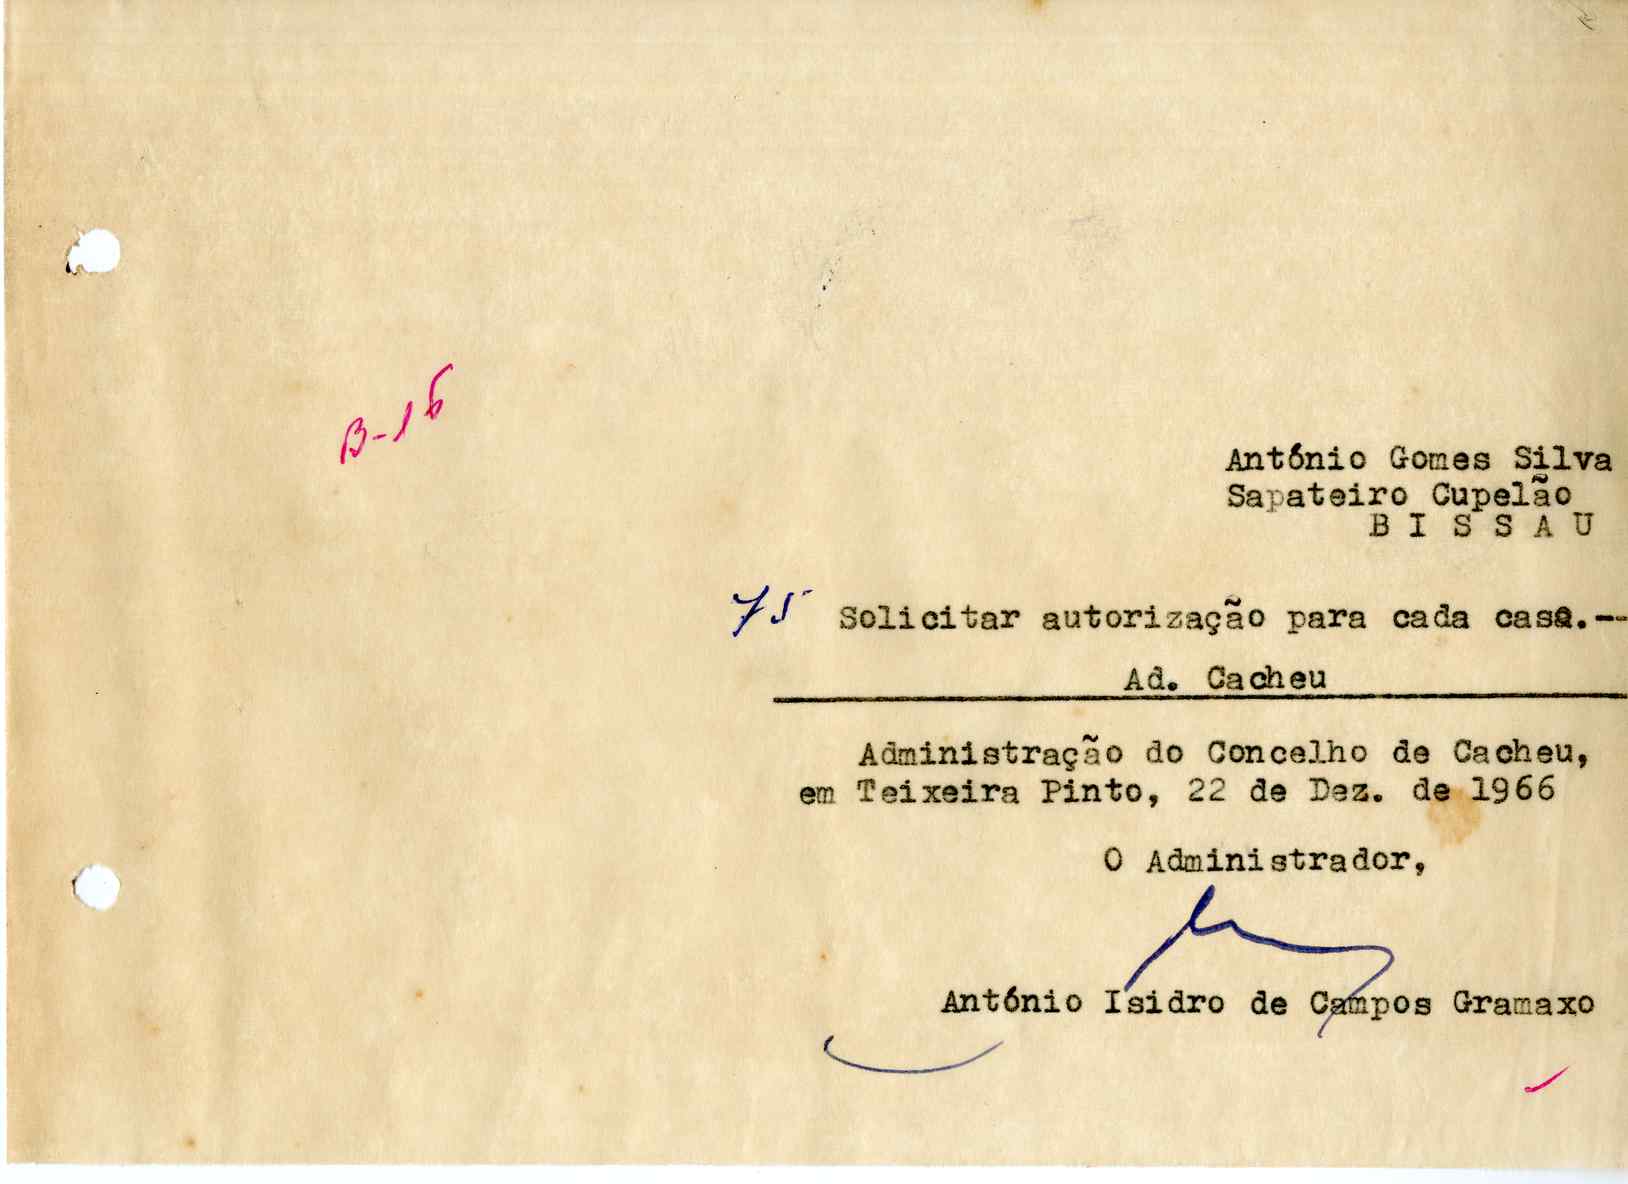 B-16
António Gomes Silva
Sapateiro Cupelão
B I S S A U
75 Solicitar autorização para cada casa.--
Ad. Cacheu
Administração do Concelho de Cacheu,
em Teixeira Pinto, 22 de Dez. de 1966
O Administrador,
António Isidro de Campos Gramaxo